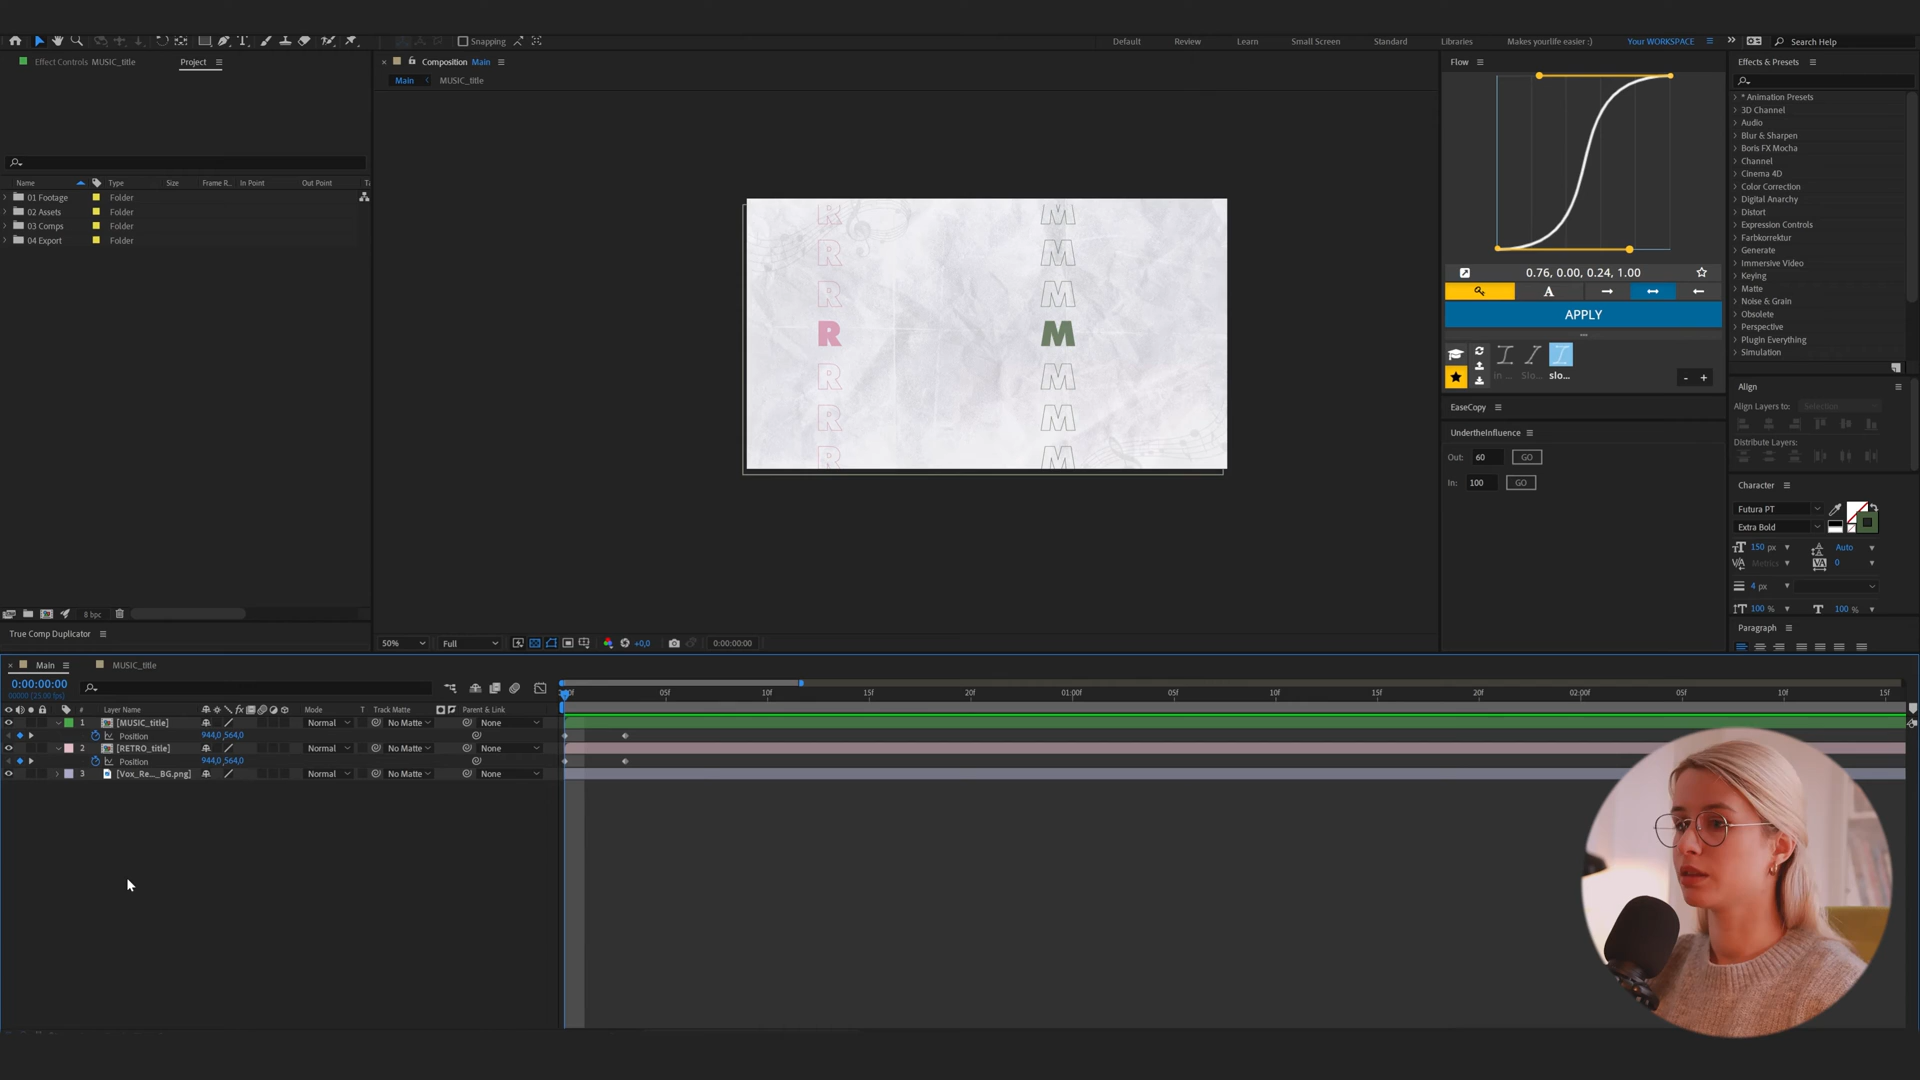 Snapping
Default
Review
Learn
Small Screen
Standard
Libraries
Makes yourlife easier :)
Your WORKSPACE
Search Help
Effect Controls MUSIC_title
Project
Composition Main
Flow
Effects & Presets
Main
MUSIC_title
* Animation Presets
3D Channel
Audio
Blur & Sharpen
Boris FX Mocha
Channel
Cinema 4D
Color Correction
Digital Anarchy
Distort
Expression Controls
Farbkorrektur
Generate
Immersive Video
Keying
Matte
Noise & Grain
Obsolete
Perspective
Plugin Everything
Simulation
Name Type Size Frame R... In Point Out Point
01 Footage Folder
02 Assets Folder
03 Comps Folder
04 Export Folder
R M
R M
R M
R M
R M
R M
R M
0.76, 0.00, 0.24, 1.00
A
APPLY
in ... Slo... slo...
- +
EaseCopy
UndertheInfluence
Out: 60 GO
In: 100 GO
Align
Align Layers to: Selection
Distribute Layers:
Character
Futura PT
Extra Bold
150 px Auto
Metrics 0
4 px
100 % 100 %
Paragraph
8 bpc
True Comp Duplicator
50% Full +0,0 0:00:00:00
Main
MUSIC_title
0:00:00:00
00000 (25.00 fps)
05f 10f 15f 20f 01:00f 05f 10f 15f 20f 02:00f 05f 10f 15f
# Layer Name Mode T Track Matte Parent & Link
1 [MUSIC_title] Normal No Matte None
Position 944,0 ,564,0
2 [RETRO_title] Normal No Matte None
Position 944,0 ,564,0
3 [Vox_Re..._BG.png] Normal No Matte None